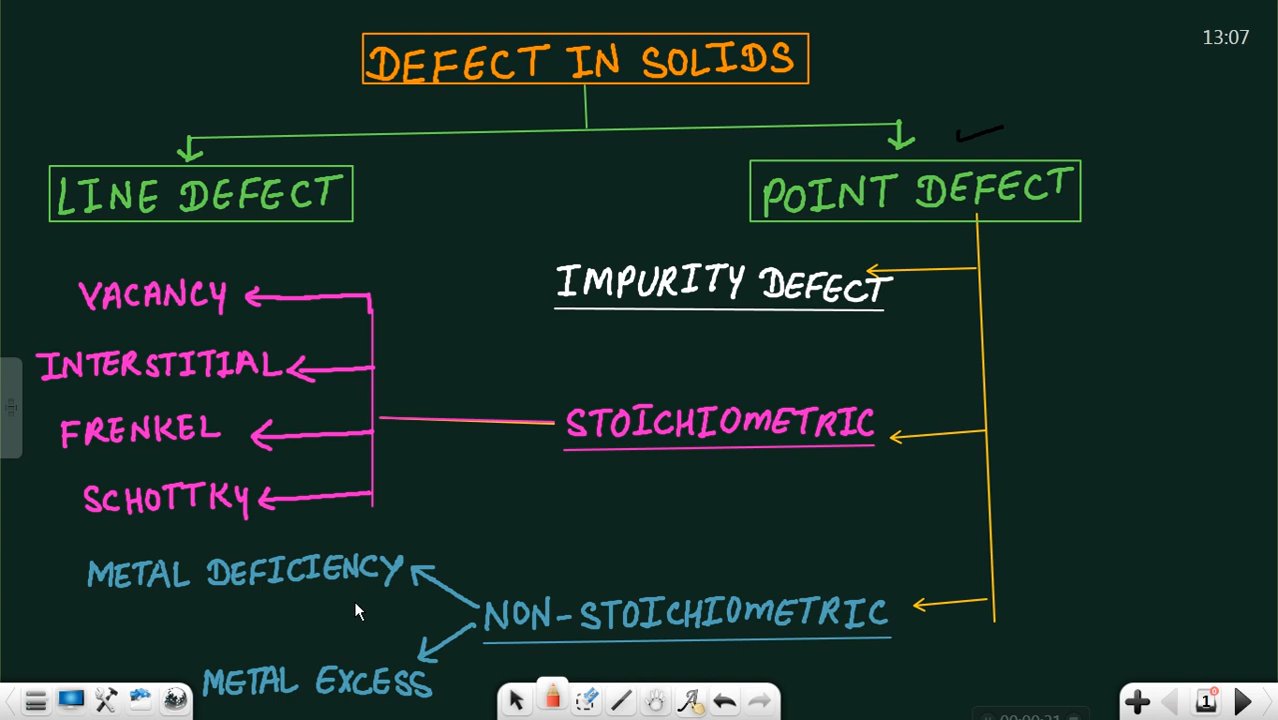 13:07
DEFECT IN SOLIDS
LINE DEFECT
POINT DEFECT
IMPURITY DEFECT
VACANCY
INTERSTITIAL
STOICHIOMETRIC
FRENKEL
SCHOTTKY
METAL DEFICIENCY
NON-STOICHIOMETRIC
METAL EXCESS
1